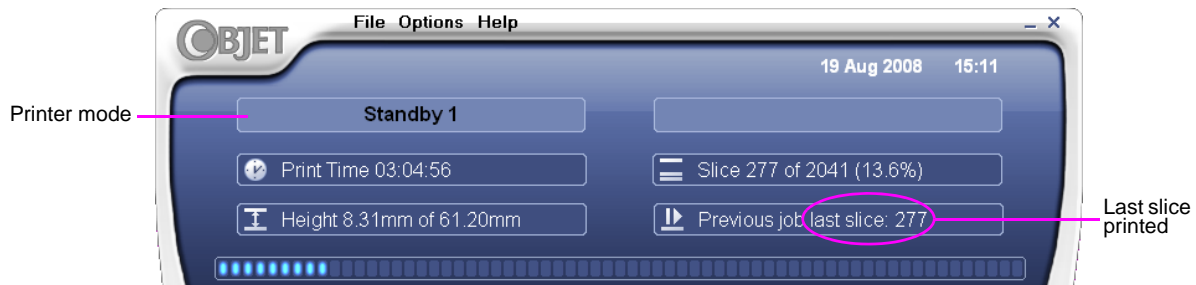 OBJET
File Options Help
19 Aug 2008 15:11
Printer mode
Standby 1
Print Time 03:04:56
Slice 277 of 2041 (13.6%)
Height 8.31mm of 61.20mm
Previous job last slice: 277
Last slice
printed